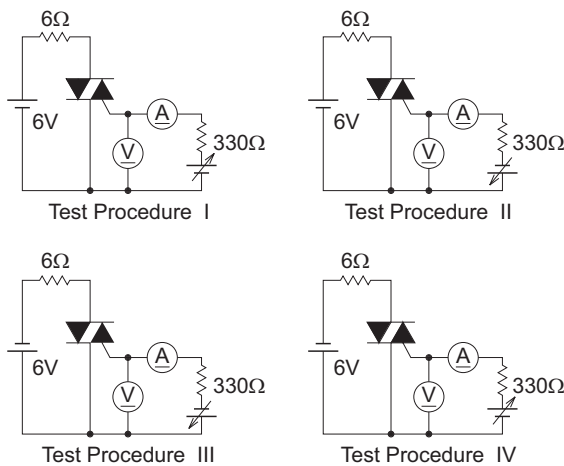 6Ω
6V
A
V
330Ω
Test Procedure I
6Ω
6V
A
V
330Ω
Test Procedure II
6Ω
6V
A
V
330Ω
Test Procedure III
6Ω
6V
A
V
330Ω
Test Procedure IV